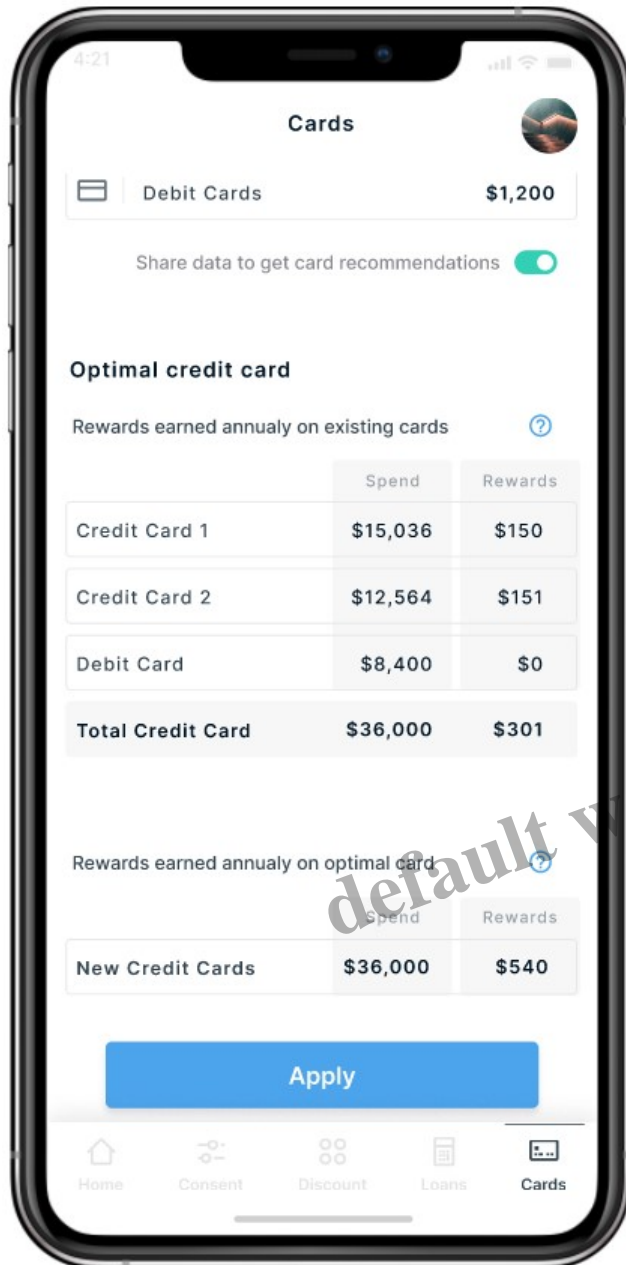 4:21
Cards
Debit Cards $1,200
Share data to get card recommendations
Optimal credit card
Rewards earned annualy on existing cards ?
Spend Rewards
Credit Card 1 $15,036 $150
Credit Card 2 $12,564 $151
Debit Card $8,400 $0
Total Credit Card $36,000 $301
default w
Rewards earned annualy on optimal card ?
Spend Rewards
New Credit Cards $36,000 $540
Apply
Home Consent Discount Loans Cards